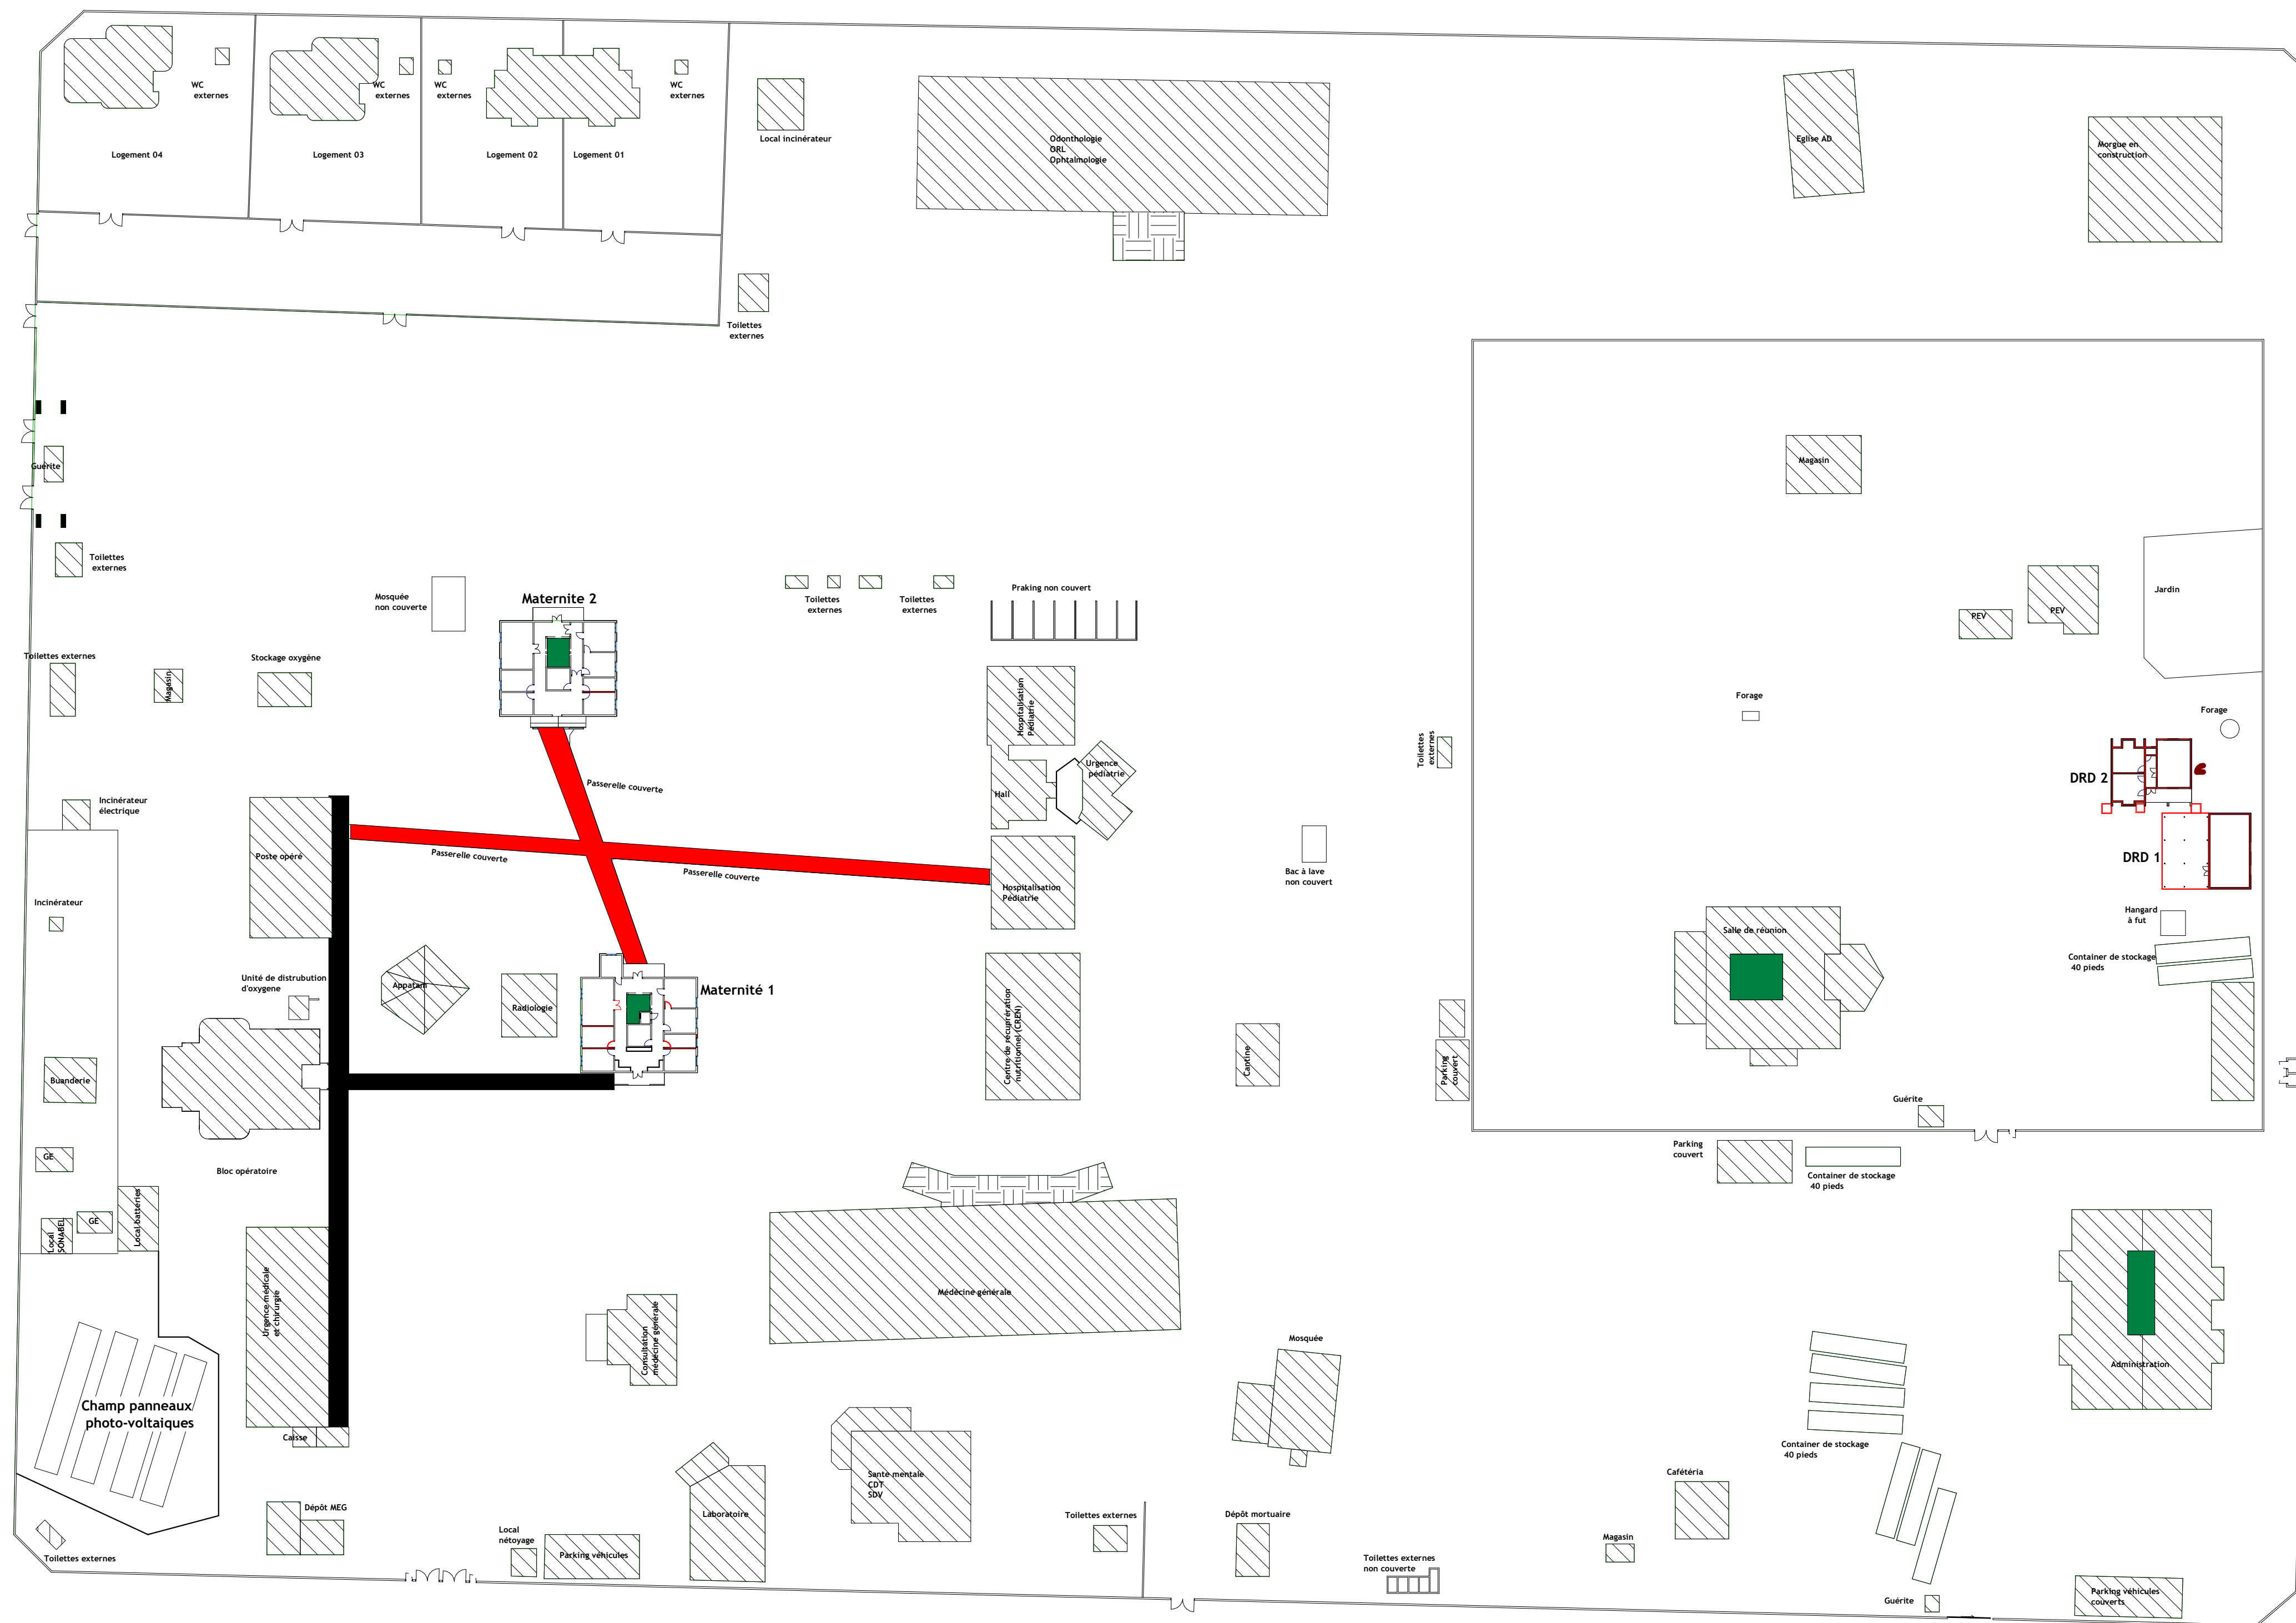 WC
externes
WC
externes
WC
externes
WC
externes
Logement 04
Logement 03
Logement 02
Logement 01
Local incinérateur
Odonthologie
ORL
Ophtalmologie
Eglise AD
Morgue en
construction
Toilettes
externes
Guérite
Magasin
Toilettes
externes
Mosquée
non couverte
Maternite 2
Toilettes
externes
Toilettes
externes
Praking non couvert
PEV
PEV
Jardin
Toilettes externes
Magasin
Stockage oxygène
Hospitalisation
Pédiatrie
Forage
Forage
Toilettes
externes
Urgence
pédiatrie
Hall
DRD 2
Passerelle couverte
Incinérateur
électrique
Poste opéré
Passerelle couverte
Passerelle couverte
Hospitalisation
Pédiatrie
Bac à lave
non couvert
DRD 1
Incinérateur
Hangard
à fut
Salle de réunion
Container de stockage
40 pieds
Unité de distrubution
d'oxygene
Appatam
Radiologie
Maternité 1
Centre de récuprération
nutritionnel(CREN)
Cantine
Parking
couvert
Buanderie
Guérite
GE
Bloc opératoire
Parking
couvert
Container de stockage
40 pieds
Local
SONABEL
GE
Local battéries
Urgence médicale
et chirurgie
Médècine générale
Consultation
médécine générale
Mosquée
Administration
Champ panneaux
photo-voltaiques
Caisse
Container de stockage
40 pieds
Sante mentale
CDT
SDV
Cafétéria
Dépôt MEG
Laboratoire
Toilettes externes
Dépôt mortuaire
Local
nétoyage
Parking véhicules
Magasin
Toilettes externes
Toilettes externes
non couverte
Parking véhicules
couverts
Guérite